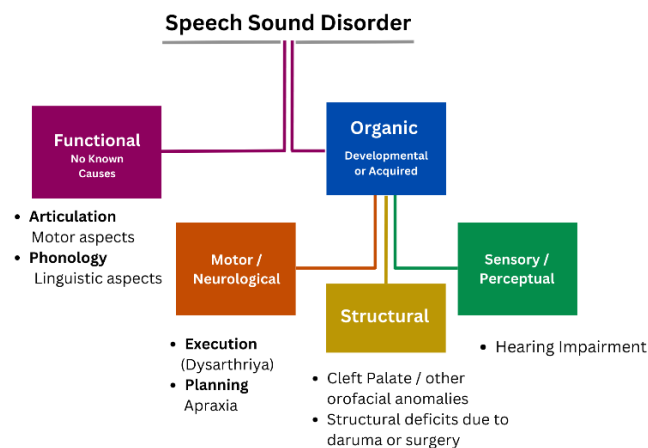 Speech Sound Disorder
Functional
No Known
Causes
Organic
Developmental
or Acquired
• Articulation
Motor aspects
• Phonology
Linguistic aspects
Motor /
Neurological
Structural
Sensory /
Perceptual
• Execution
(Dysarthriya)
• Planning
Apraxia
• Cleft Palate / other
orofacial anomalies
• Structural deficits due to
daruma or surgery
• Hearing Impairment